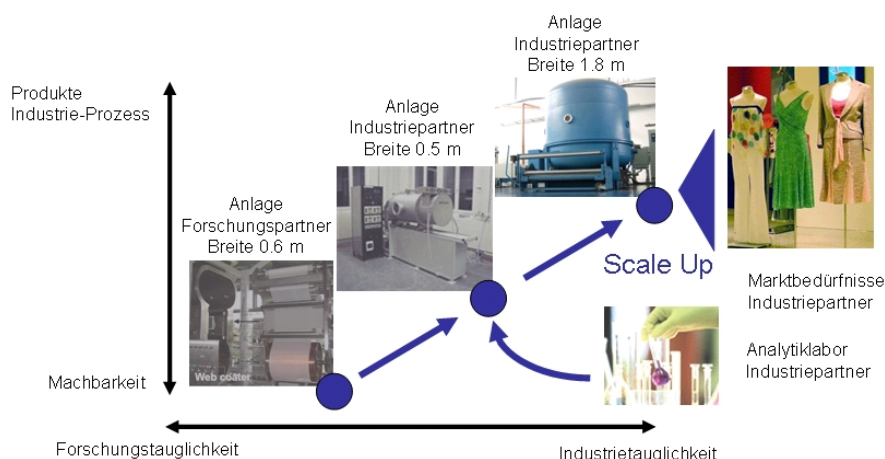 Anlage
Industriepartner
Breite 1.8 m
Produkte
Industrie-Prozess
Anlage
Industriepartner
Breite 0.5 m
Anlage
Forschungspartner
Breite 0.6 m
Scale Up
Marktbedürfnisse
Industriepartner
Analytiklabor
Industriepartner
Web coater
Machbarkeit
Forschungstauglichkeit
Industrietauglichkeit